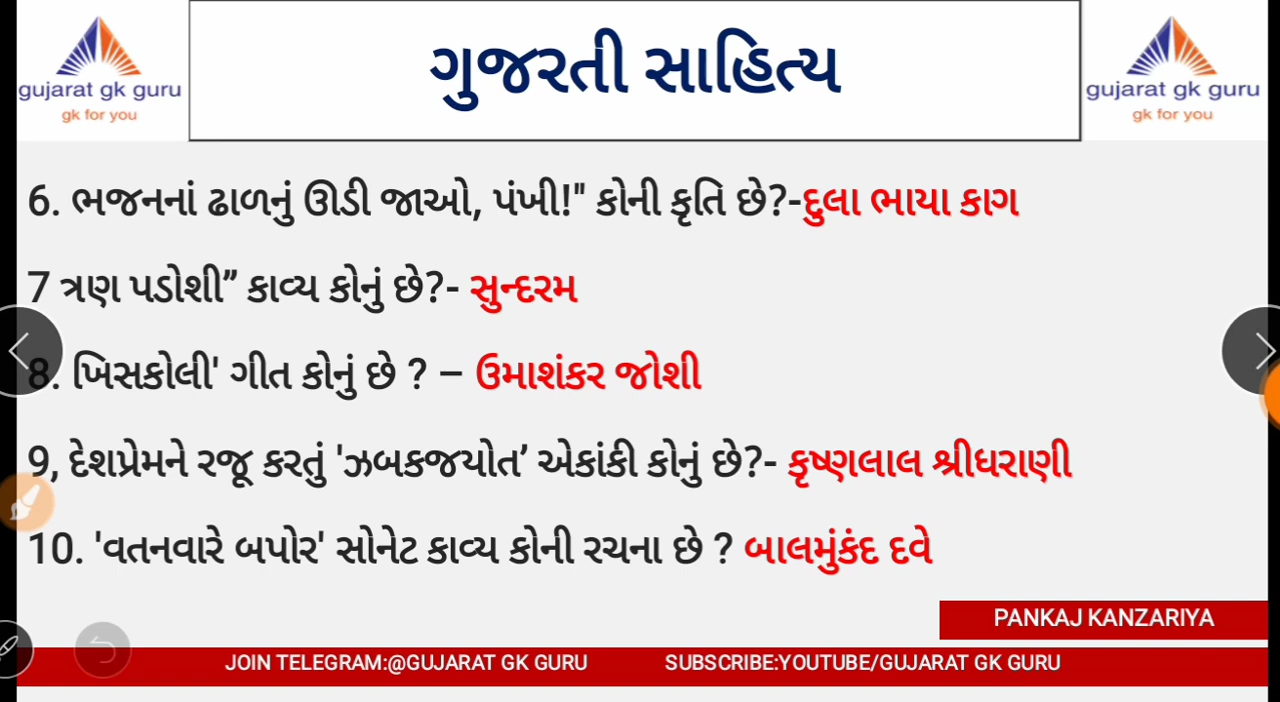 gujarat gk guru
gk for you
ગુજરતી સાહિત્ય
gujarat gk guru
gk for you
6. ભજનનાં ઢાળનું ઊડી જાઓ, પંખી!" કોની કૃતિ છે?-દુલા ભાયા કાગ
7 ત્રણ પડોશી” કાવ્ય કોનું છે?- સુન્દરમ
8. ખિસકોલી' ગીત કોનું છે ? – ઉમાશંકર જોશી
9, દેશપ્રેમને રજૂ કરતું 'ઝબકજયોત’ એકાંકી કોનું છે?- કૃષ્ણલાલ શ્રીધરાણી
10. 'વતનવારે બપોર' સોનેટ કાવ્ય કોની રચના છે ? બાલમુંકંદ દવે
PANKAJ KANZARIYA
JOIN TELEGRAM:@GUJARAT GK GURU SUBSCRIBE:YOUTUBE/GUJARAT GK GURU